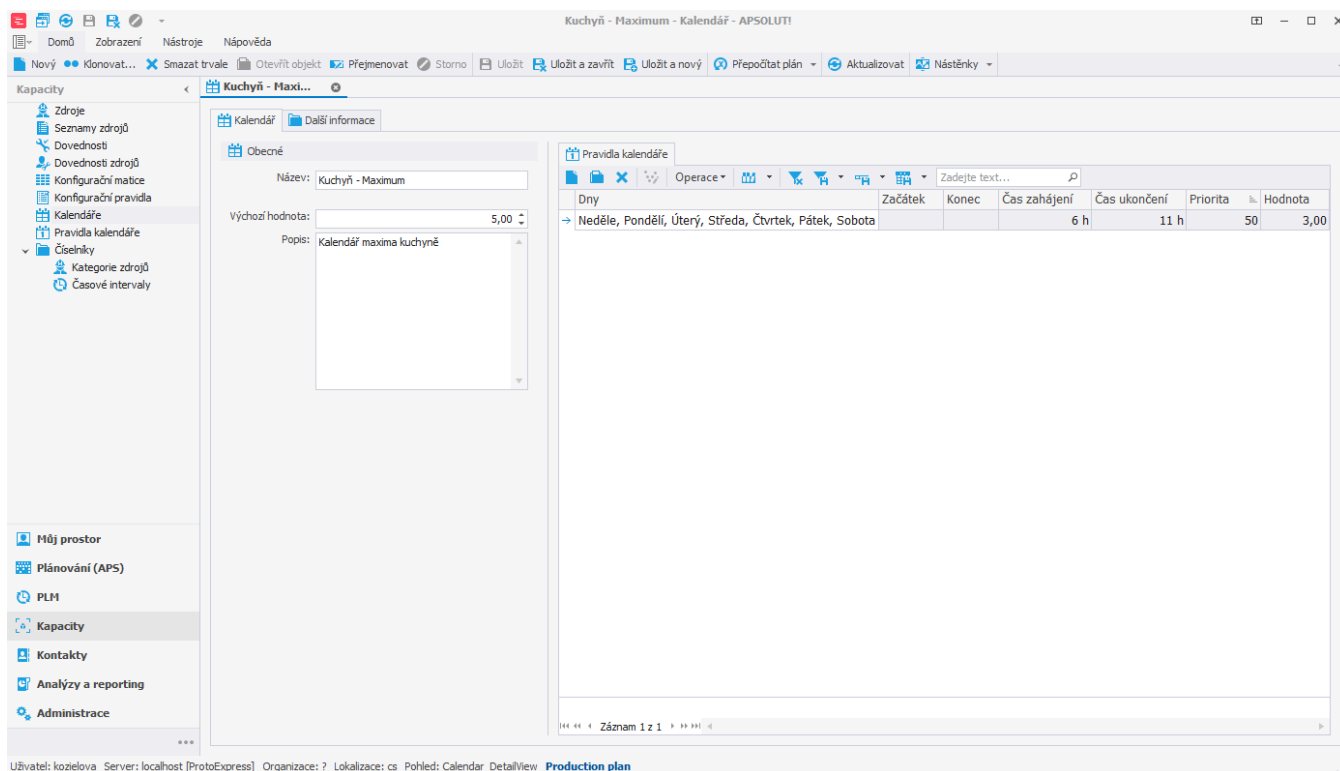 Kuchyň - Maximum - Kalendář - APSOLUT!
Domů Zobrazení Nástroje Nápověda
Nový Klonovat... Smazat trvale Otevřít objekt Přejmenovat Storno Uložit Uložit a zavřít Uložit a nový Přepočítat plán Aktualizovat Nástěnky
Kapacity
Zdroje
Seznamy zdrojů
Dovednosti
Dovednosti zdrojů
Konfigurační matice
Konfigurační pravidla
Kalendáře
Pravidla kalendáře
Číselníky
Kategorie zdrojů
Časové intervaly
Můj prostor
Plánování (APS)
PLM
Kapacity
Kontakty
Analýzy a reporting
Administrace
Kuchyň - Maxi...
Kalendář Další informace
Obecné
Název: Kuchyň - Maximum
Výchozí hodnota: 5,00
Popis: Kalendář maxima kuchyně
Pravidla kalendáře
Operace Zadejte text...
Dny Začátek Konec Čas zahájení Čas ukončení Priorita Hodnota
Neděle, Pondělí, Úterý, Středa, Čtvrtek, Pátek, Sobota 6 h 11 h 50 3,00
Záznam 1 z 1
Uživatel: kozielova Server: localhost [ProtoExpress] Organizace: ? Lokalizace: cs Pohled: Calendar_DetailView Production plan